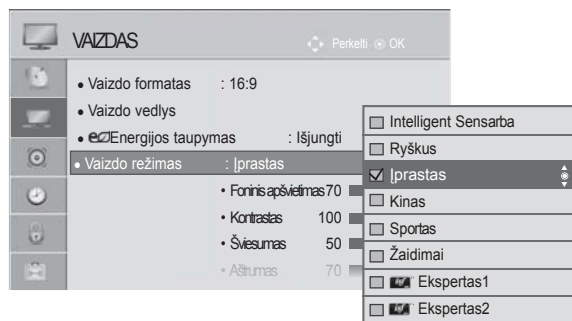 VAIZDAS
Perkelti OK
• Vaizdo formatas : 16:9
• Vaizdo vedlys
• eco Energijos taupymas : Išjungti
• Vaizdo režimas : Įprastas
• Foninis apšvietimas 70
• Kontrastas 100
• Šviesumas 50
• Aštrumas 70
Intelligent Sensarba
Ryškus
Įprastas
Kinas
Sportas
Žaidimai
Ekspertas1
Ekspertas2